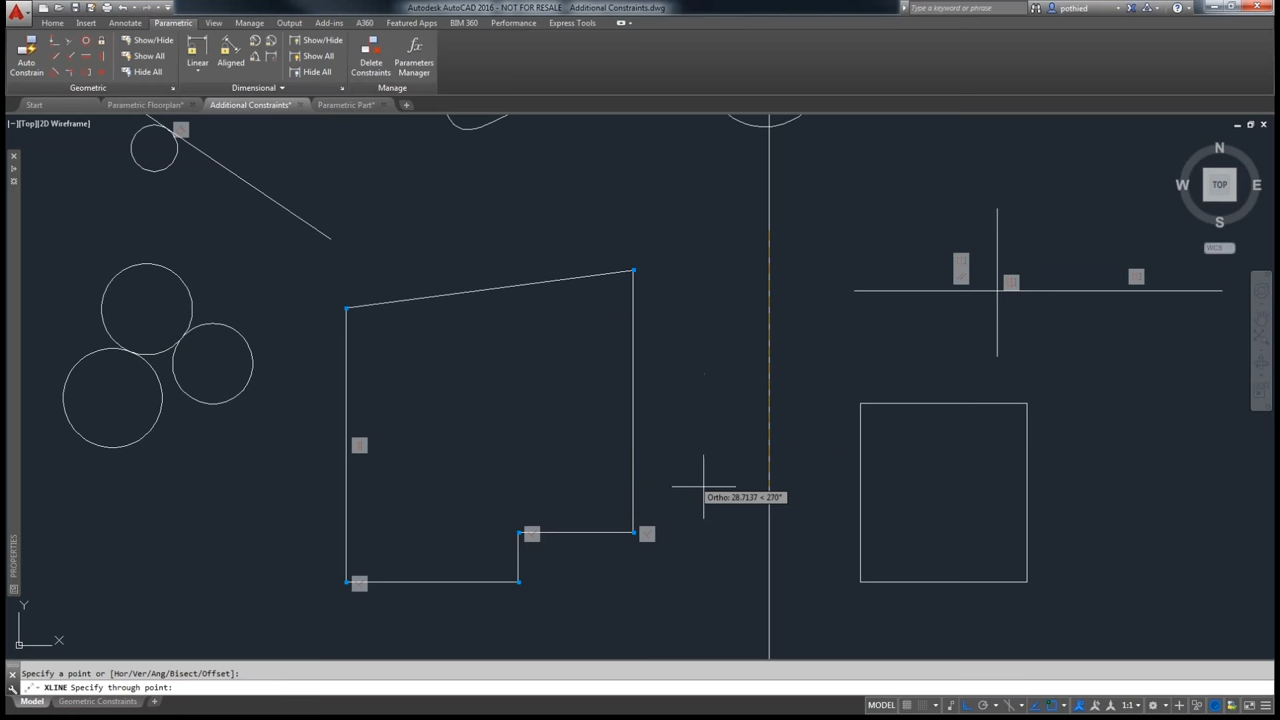 Autodesk AutoCAD 2016 - NOT FOR RESALE   Additional Constraints.dwg
Type a keyword or phrase
pothied
Home Insert Annotate Parametric View Manage Output Add-ins A360 Featured Apps BIM 360 Performance Express Tools
Auto Constrain
Show/Hide
Show All
Hide All
Linear
Aligned
Show/Hide
Show All
Hide All
Delete Constraints
Parameters Manager
Geometric
Dimensional
Manage
Start Parametric Floorplan* Additional Constraints* Parametric Part*
[−][Top][2D Wireframe]
N
W TOP E
S
WCS
Ortho: 28.7137 < 270°
PROPERTIES
Y
X
Specify a point or [Hor/Ver/Ang/Bisect/Offset]:
XLINE Specify through point:
Model Geometric Constraints
MODEL 1:1